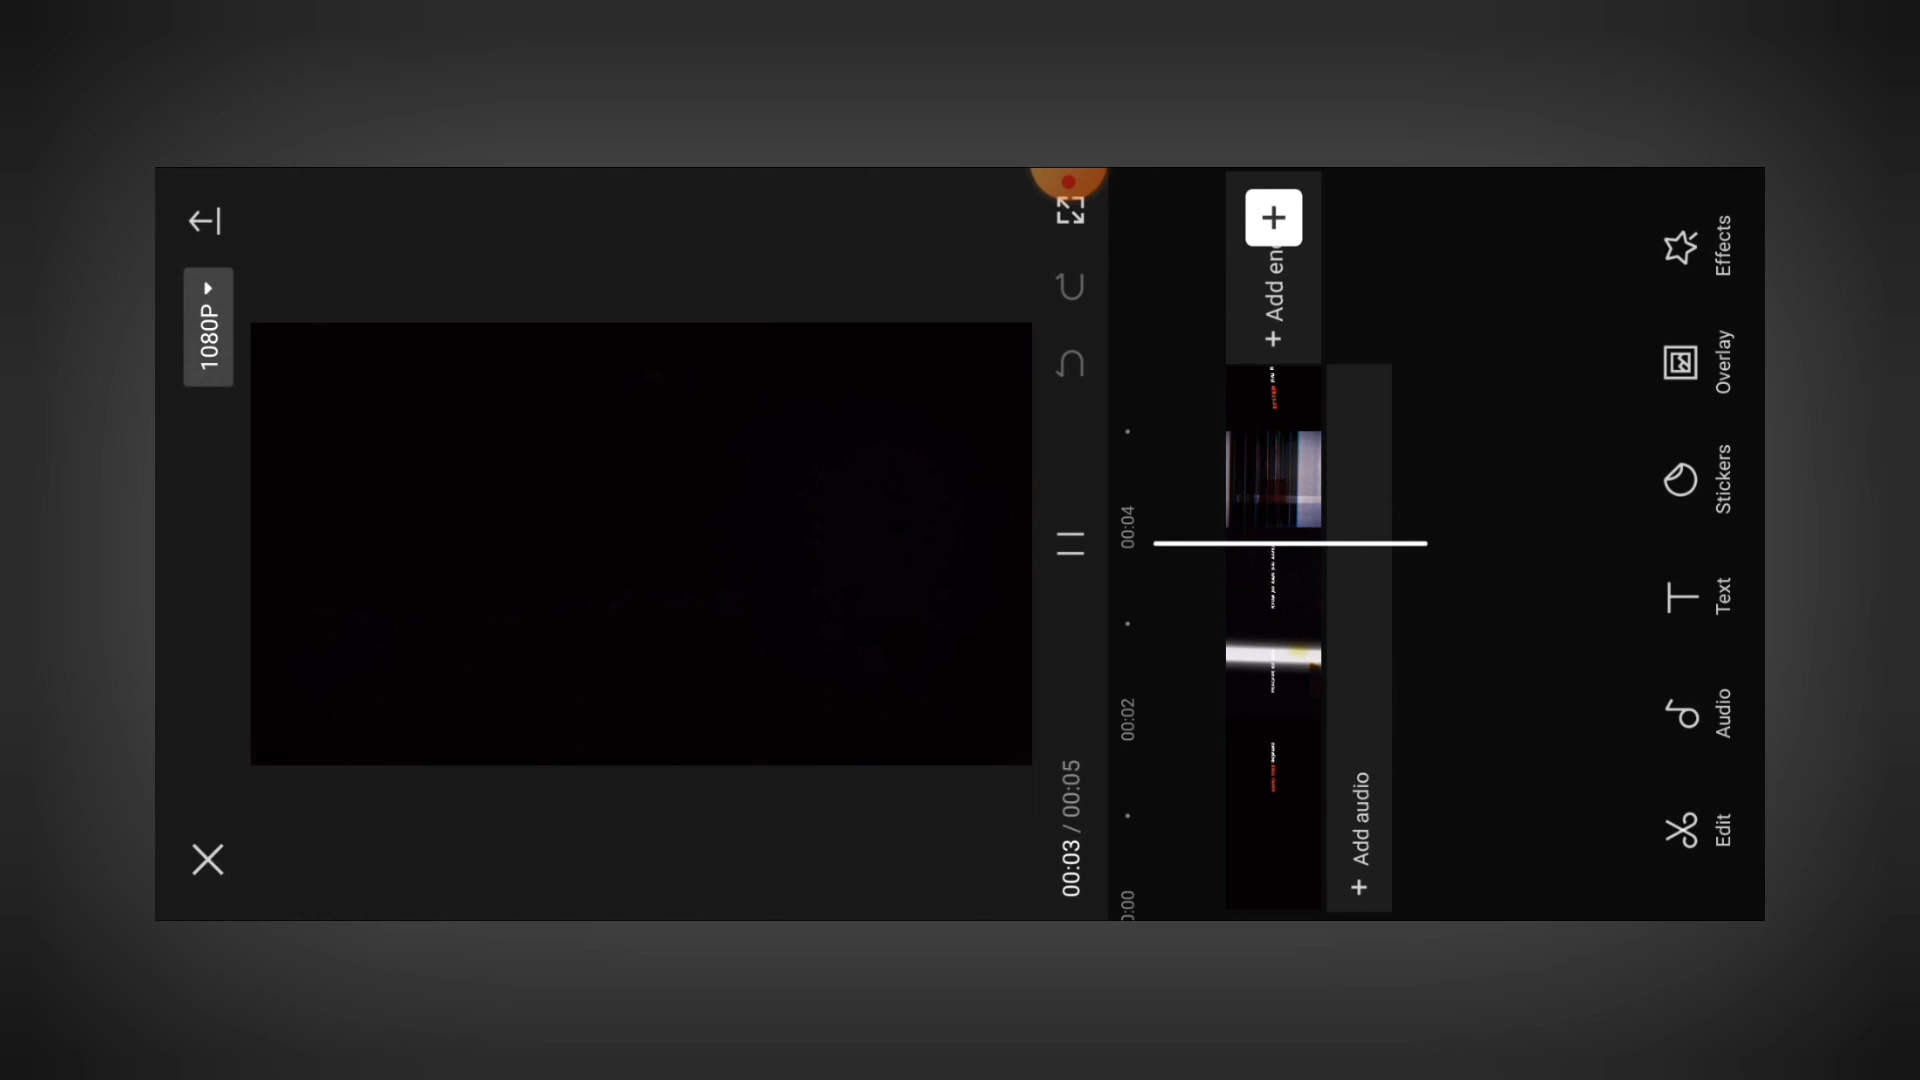 1080P
00:03 / 00:05
00:02
00:04
+ Add en
+ Add audio
Edit
Audio
Text
Stickers
Overlay
Effects